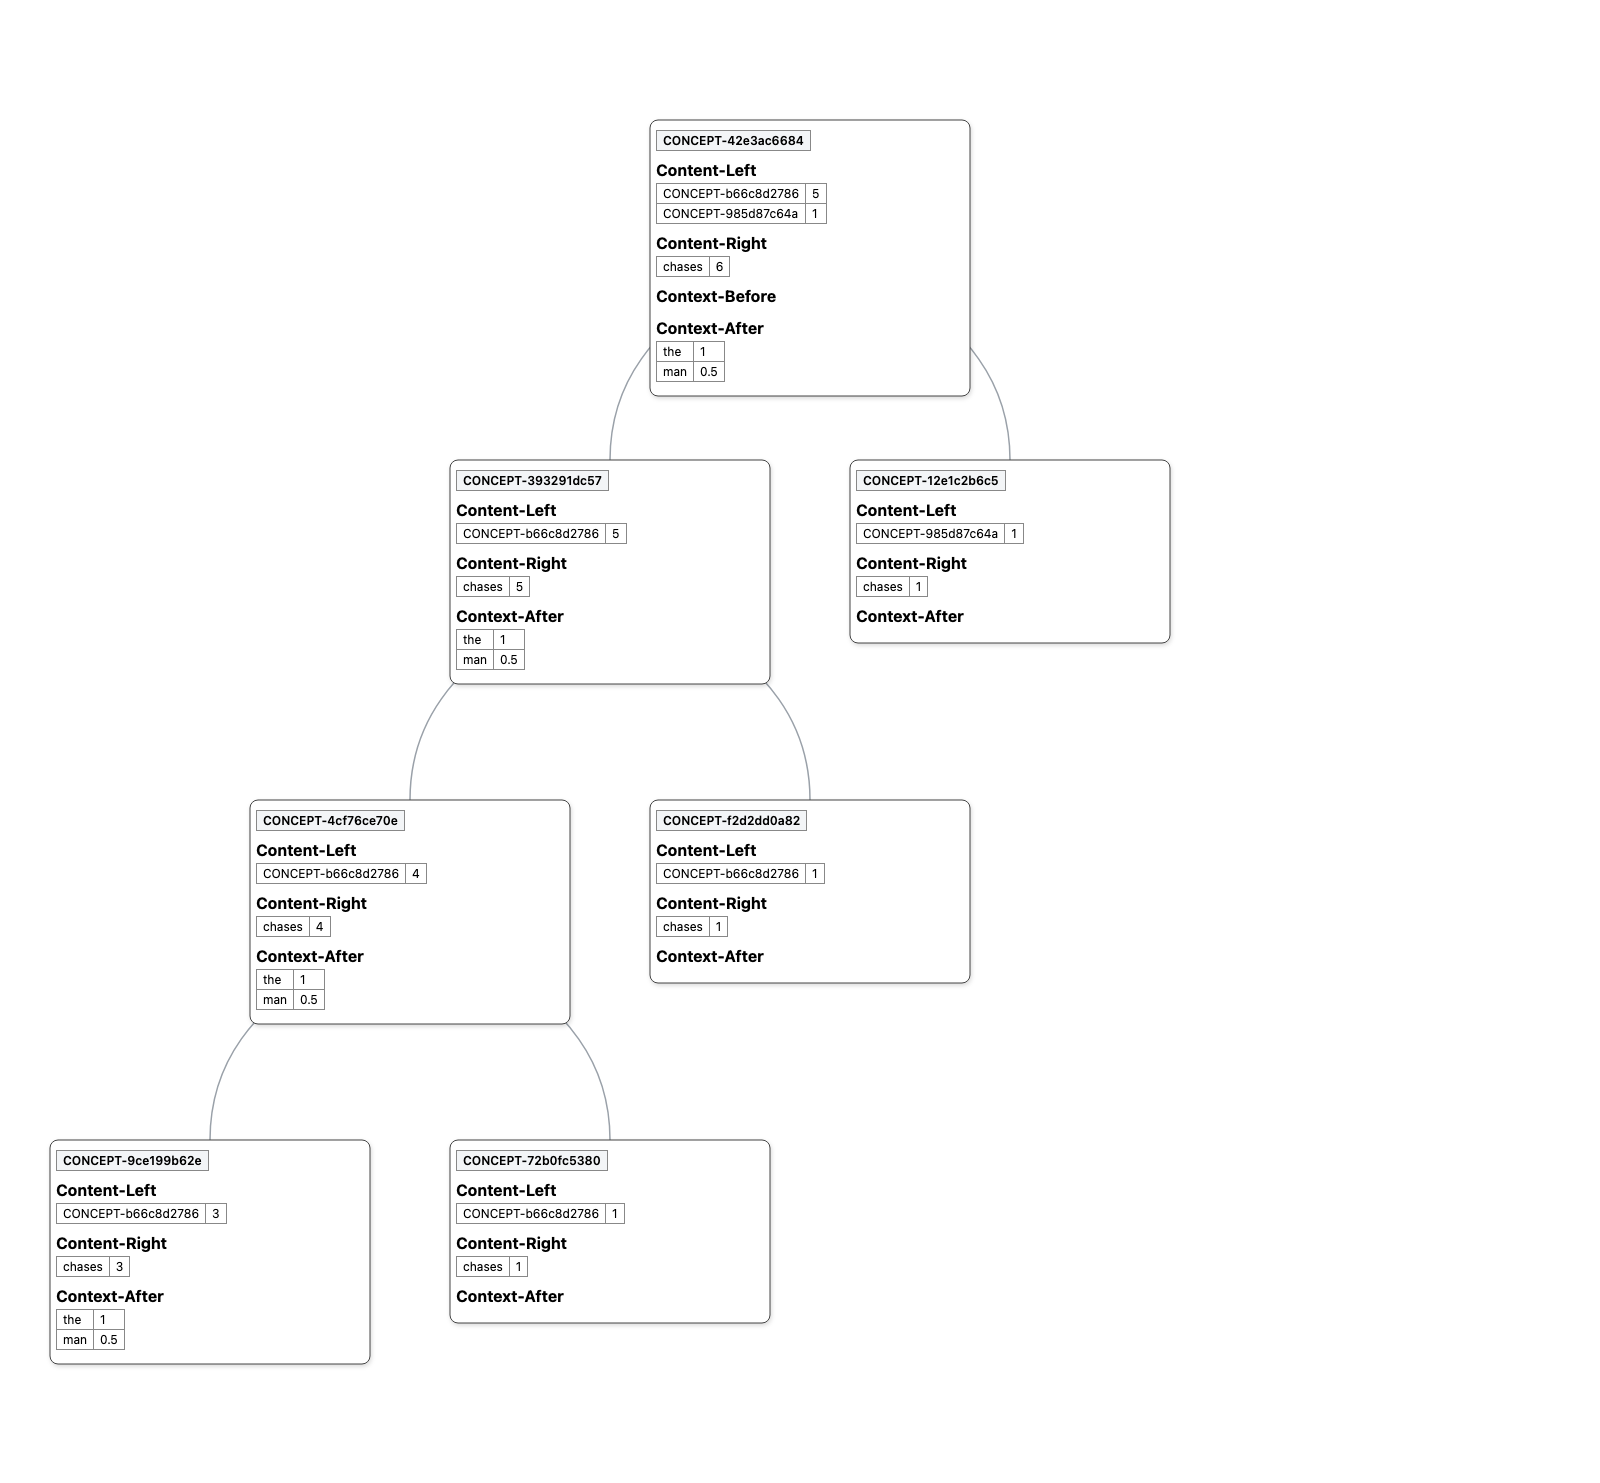 CONCEPT-42e3ac6684
Content-Left
CONCEPT-b66c8d2786 5
CONCEPT-985d87c64a 1
Content-Right
chases 6
Context-Before
Context-After
the 1
man 0.5
CONCEPT-393291dc57
Content-Left
CONCEPT-b66c8d2786 5
Content-Right
chases 5
Context-After
the 1
man 0.5
CONCEPT-12e1c2b6c5
Content-Left
CONCEPT-985d87c64a 1
Content-Right
chases 1
Context-After
CONCEPT-4cf76ce70e
Content-Left
CONCEPT-b66c8d2786 4
Content-Right
chases 4
Context-After
the 1
man 0.5
CONCEPT-f2d2dd0a82
Content-Left
CONCEPT-b66c8d2786 1
Content-Right
chases 1
Context-After
CONCEPT-9ce199b62e
Content-Left
CONCEPT-b66c8d2786 3
Content-Right
chases 3
Context-After
the 1
man 0.5
CONCEPT-72b0fc5380
Content-Left
CONCEPT-b66c8d2786 1
Content-Right
chases 1
Context-After